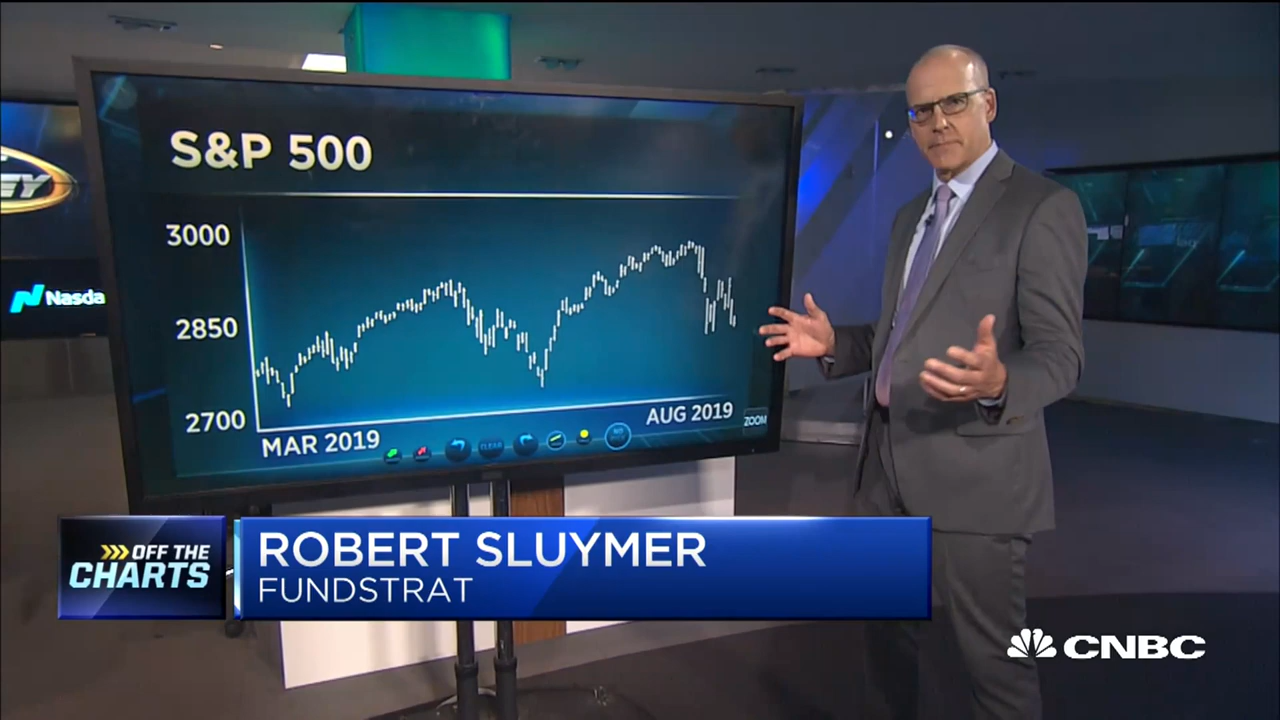 S&P 500
3000
2850
2700
MAR 2019
AUG 2019
CLEAR
ZOOM
Nasda
OFF THE
CHARTS
ROBERT SLUYMER
FUNDSTRAT
CNBC